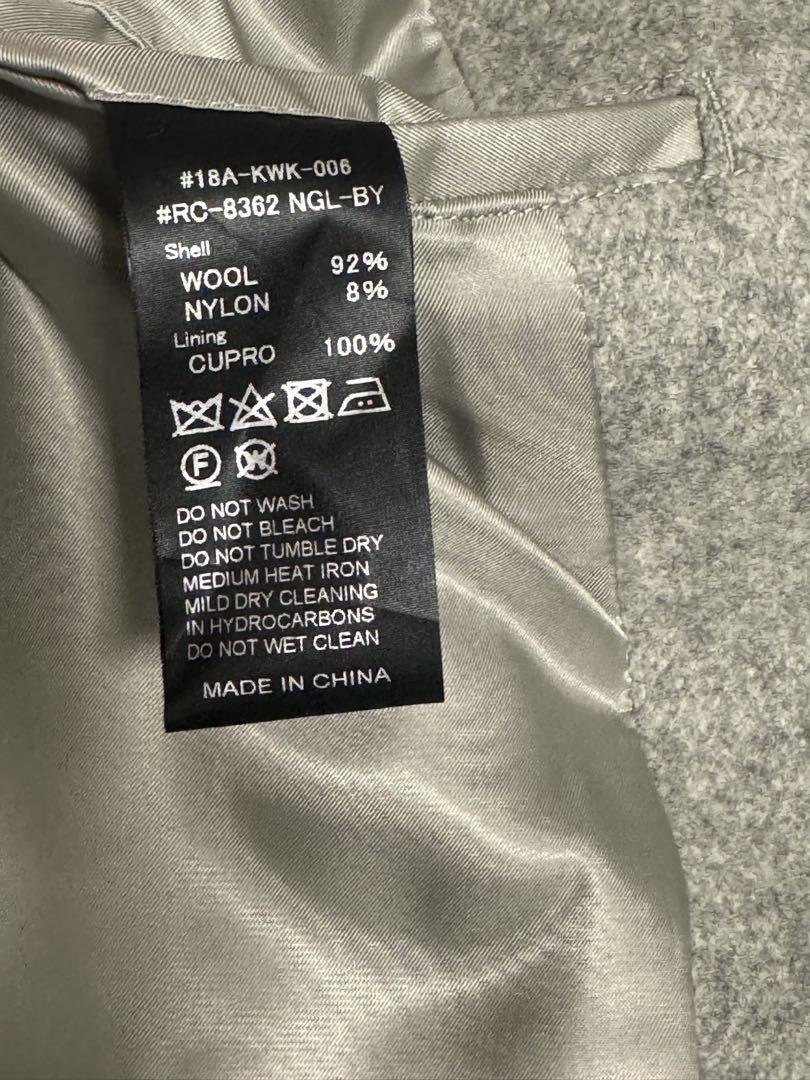 #18A-KWK-006
#RC-8362 NGL-BY
Shell
WOOL 92%
NYLON 8%
Lining
CUPRO 100%
F W
DO NOT WASH
DO NOT BLEACH
DO NOT TUMBLE DRY
MEDIUM HEAT IRON
MILD DRY CLEANING
IN HYDROCARBONS
DO NOT WET CLEAN
MADE IN CHINA